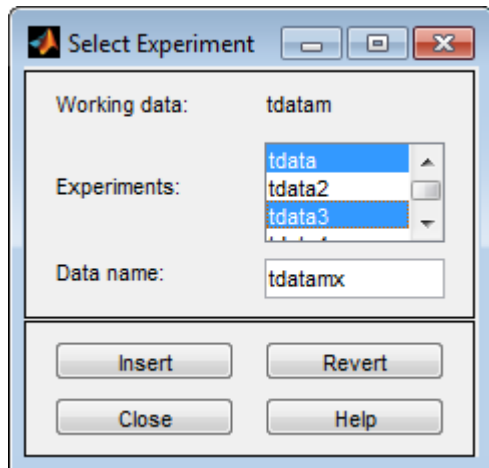 Select Experiment
Working data: tdatam
Experiments:
tdata
tdata2
tdata3
Data name: tdatamx
Insert Revert
Close Help